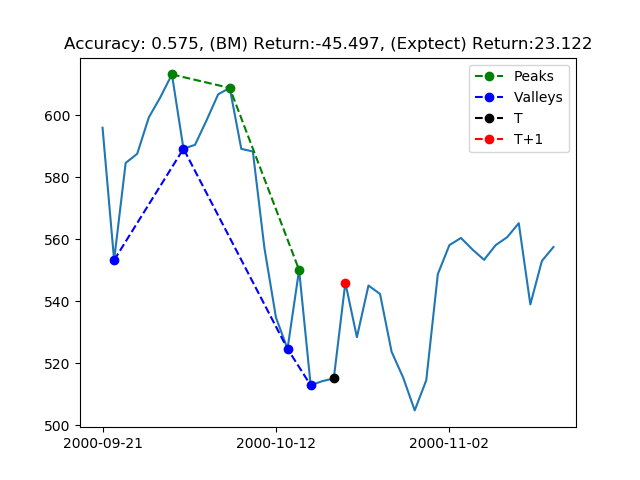 Accuracy: 0.575, (BM) Return:-45.497, (Exptect) Return:23.122
Peaks
Valleys
T
T+1
600
580
560
540
520
500
2000-09-21
2000-10-12
2000-11-02